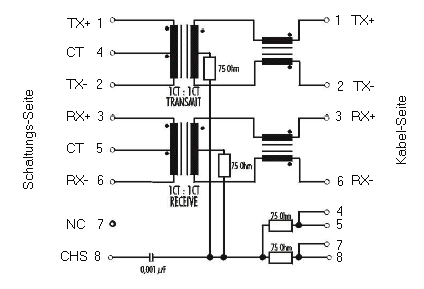 TX+ 1
1 TX+
CT 4
75 Ohm
TX- 2
2 TX-
1CT : 1CT
TRANSMIT
RX+ 3
3 RX+
Schaltungs-Seite
Kabel-Seite
CT 5
75 Ohm
RX- 6
6 RX-
1CT : 1CT
RECEIVE
NC 7
75 Ohm
4
5
CHS 8
0,001 µF
75 Ohm
7
8